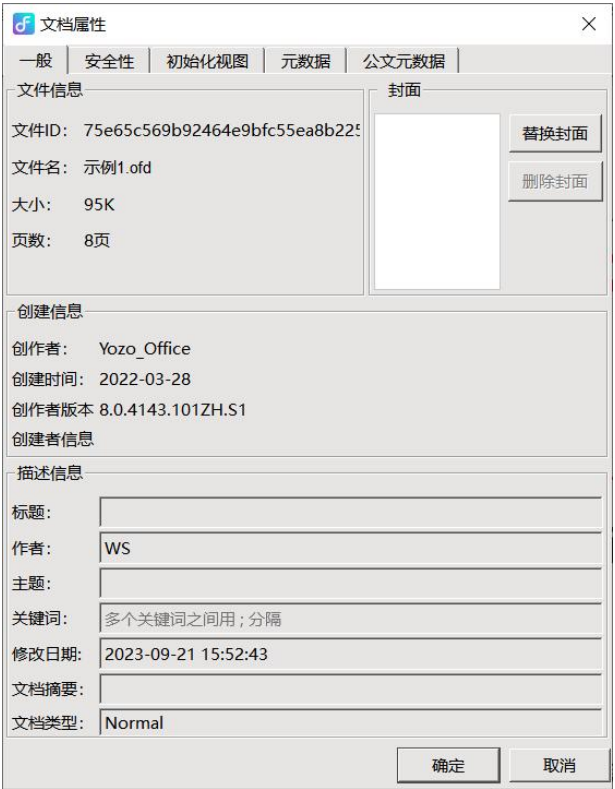 文档属性
一般 安全性 初始化视图 元数据 公文元数据
文件信息
文件ID: 75e65c569b92464e9bfc55ea8b225
文件名: 示例1.ofd
大小: 95K
页数: 8页
封面
替换封面
删除封面
创建信息
创作者: Yozo_Office
创建时间: 2022-03-28
创作者版本 8.0.4143.101ZH.S1
创建者信息
描述信息
标题:
作者: WS
主题:
关键词: 多个关键词之间用 ; 分隔
修改日期: 2023-09-21 15:52:43
文档摘要:
文档类型: Normal
确定 取消